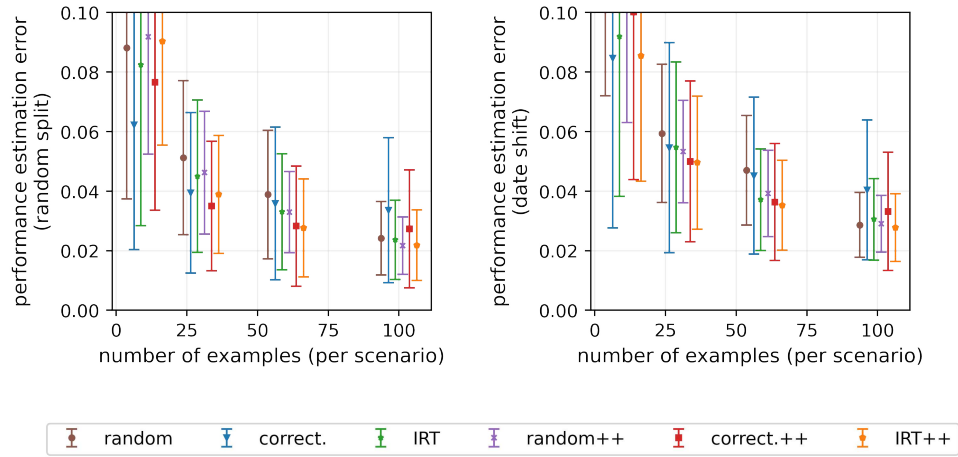 performance estimation error
(random split)
0.10
0.08
0.06
0.04
0.02
0.00
0 25 50 75 100
number of examples (per scenario)
performance estimation error
(date shift)
0.10
0.08
0.06
0.04
0.02
0.00
0 25 50 75 100
number of examples (per scenario)
random correct. IRT random++ correct.++ IRT++